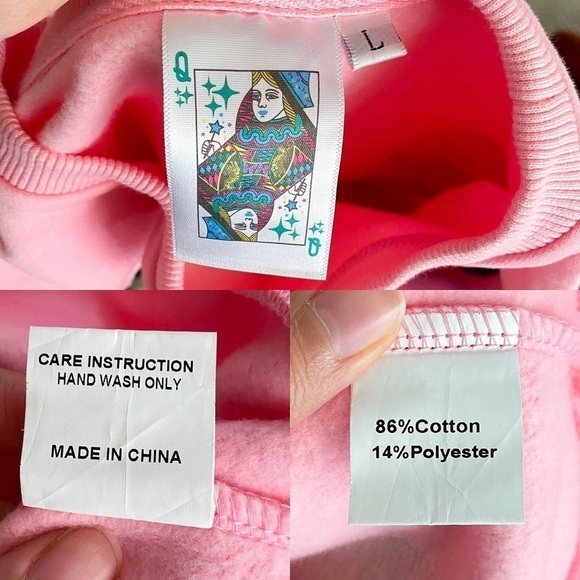 Q
L
Q
CARE INSTRUCTION
HAND WASH ONLY
MADE IN CHINA
86%Cotton
14%Polyester